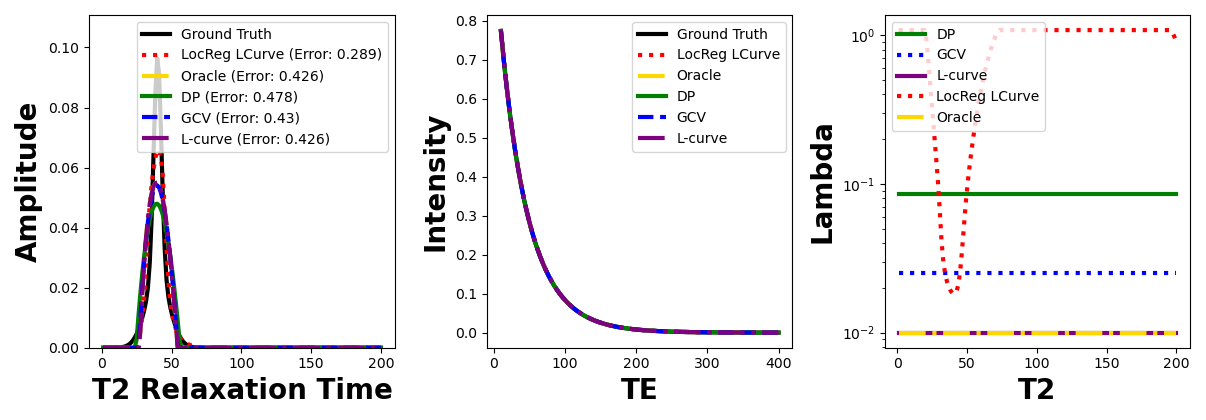 Amplitude
0.10
0.08
0.06
0.04
0.02
0.00
Ground Truth
LocReg LCurve (Error: 0.289)
Oracle (Error: 0.426)
DP (Error: 0.478)
GCV (Error: 0.43)
L-curve (Error: 0.426)
0 50 100 150 200
T2 Relaxation Time
Intensity
0.8
0.7
0.6
0.5
0.4
0.3
0.2
0.1
0.0
Ground Truth
LocReg LCurve
Oracle
DP
GCV
L-curve
0 100 200 300 400
TE
Lambda
10⁰
10⁻¹
10⁻²
DP
GCV
L-curve
LocReg LCurve
Oracle
0 50 100 150 200
T2